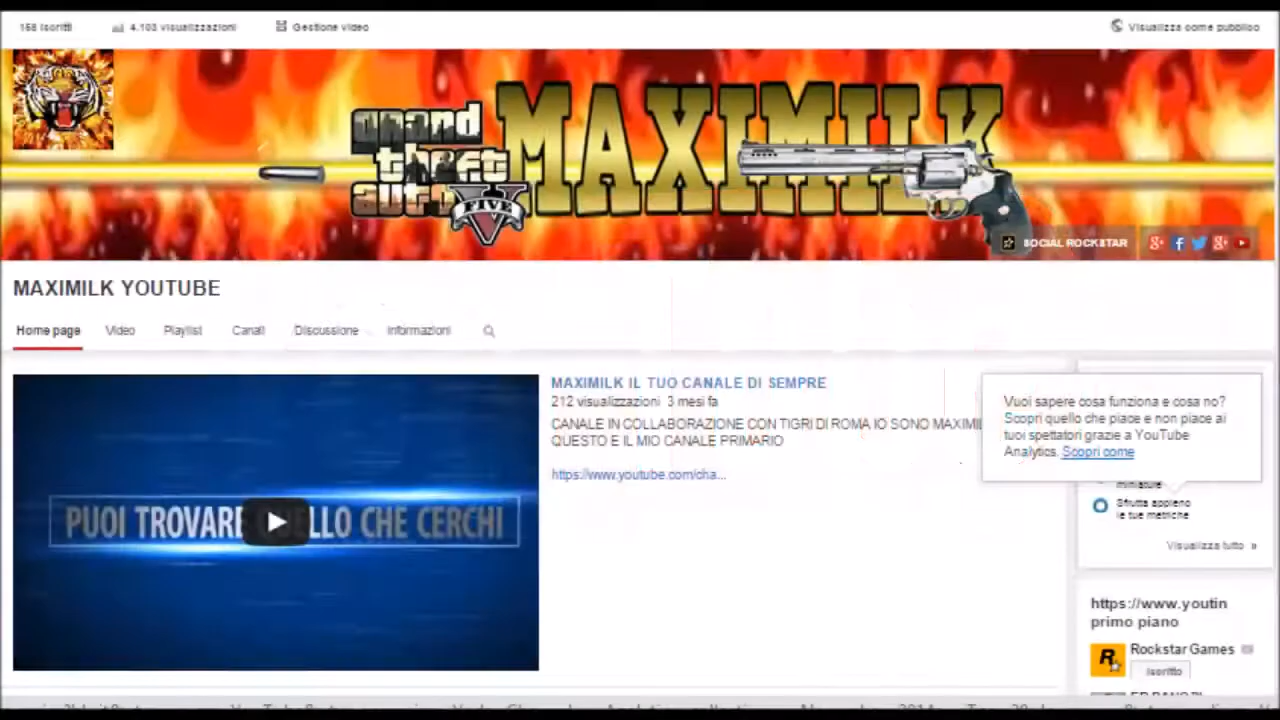 158 iscritti
4.103 visualizzazioni
Gestione video
Visualizza come pubblico
grand
theft
auto
FIVE
MAXIMILK
SOCIAL ROCKSTAR
MAXIMILK YOUTUBE
Home page
Video
Playlist
Canali
Discussione
Informazioni
MAXIMILK IL TUO CANALE DI SEMPRE
212 visualizzazioni 3 mesi fa
CANALE IN COLLABORAZIONE CON TIGRI DI ROMA IO SONO MAXIMIL
QUESTO E IL MIO CANALE PRIMARIO
https://www.youtube.com/cha...
PUOI TROVARE QUELLO CHE CERCHI
Vuoi sapere cosa funziona e cosa no?
Scopri quello che piace e non piace ai
tuoi spettatori grazie a YouTube
Analytics. Scopri come
miniature
Sfrutta appieno
le tue metriche
Visualizza tutto »
https://www.youtin
primo piano
Rockstar Games
Iscritto